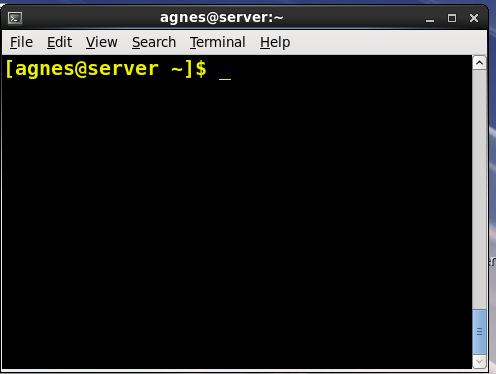 agnes@server:~
File Edit View Search Terminal Help
[agnes@server ~]$ _